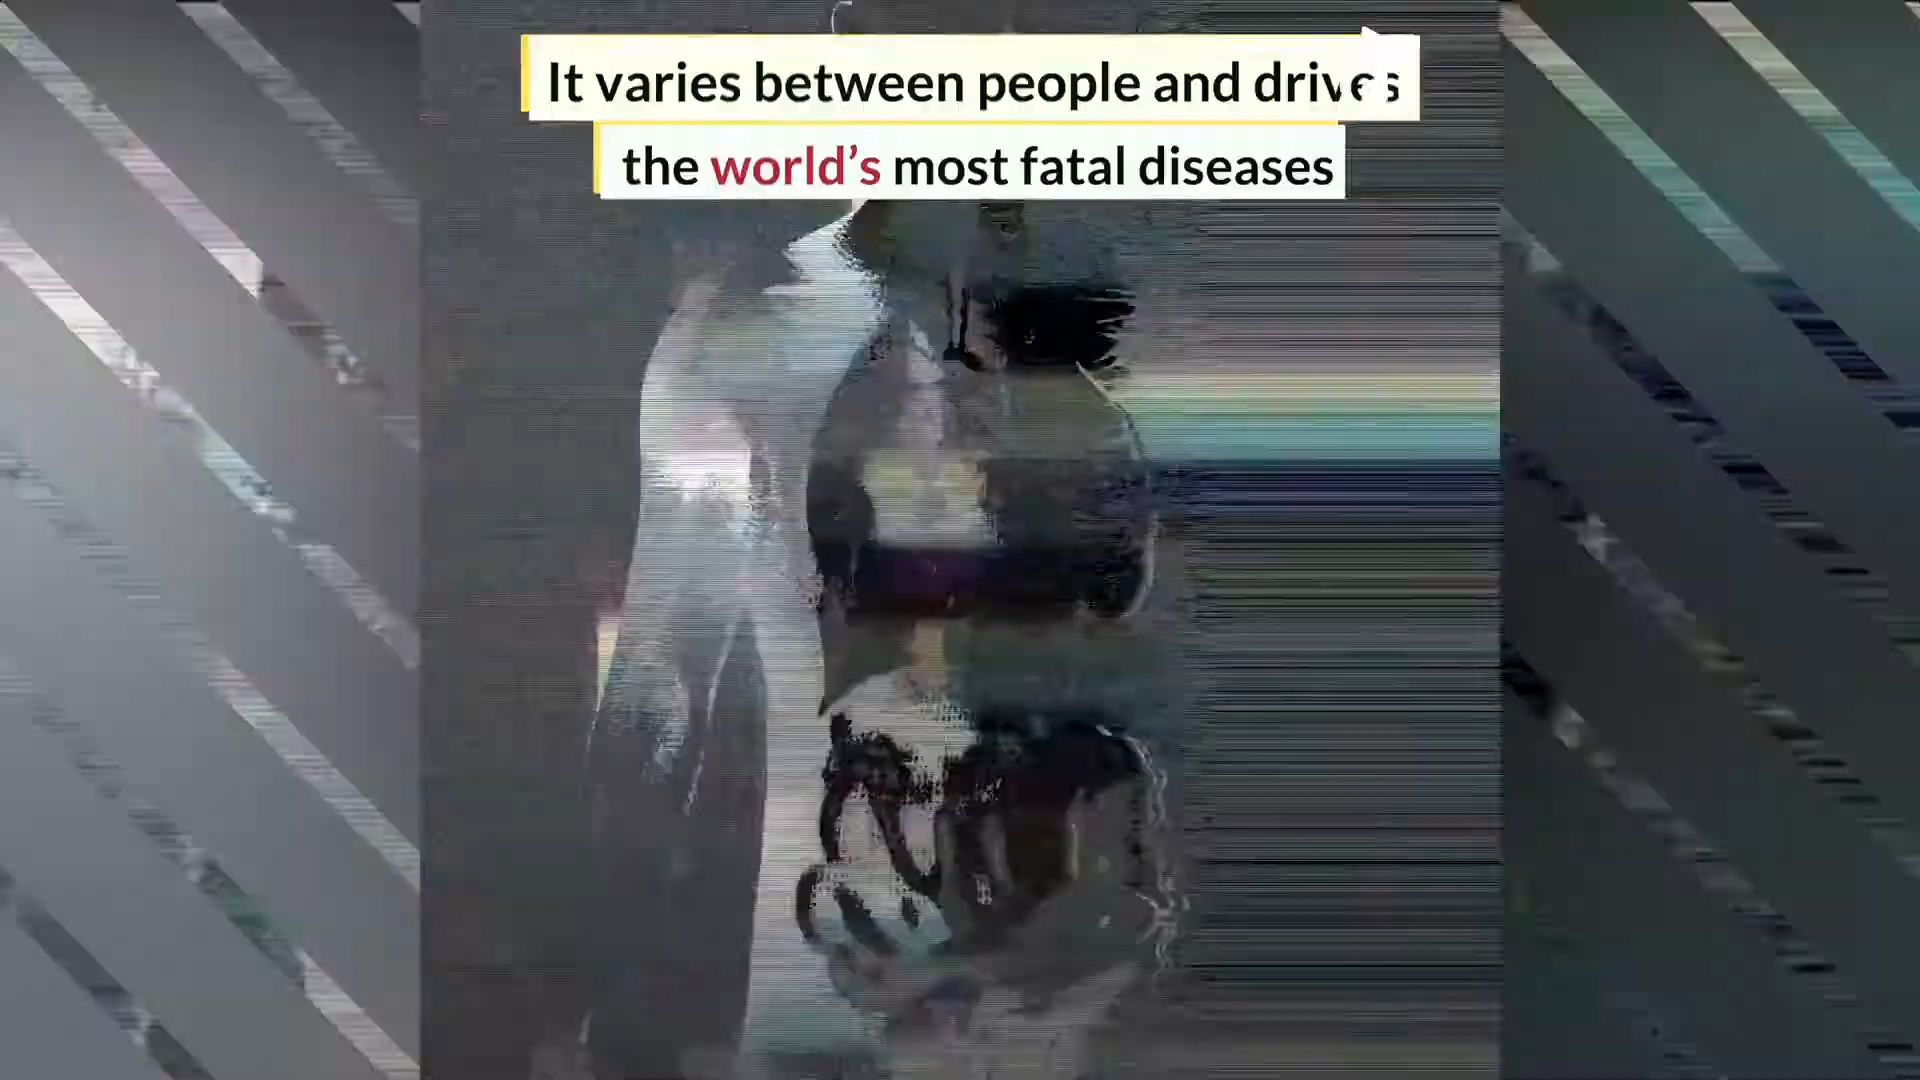 It varies between people and drives
the world’s most fatal diseases